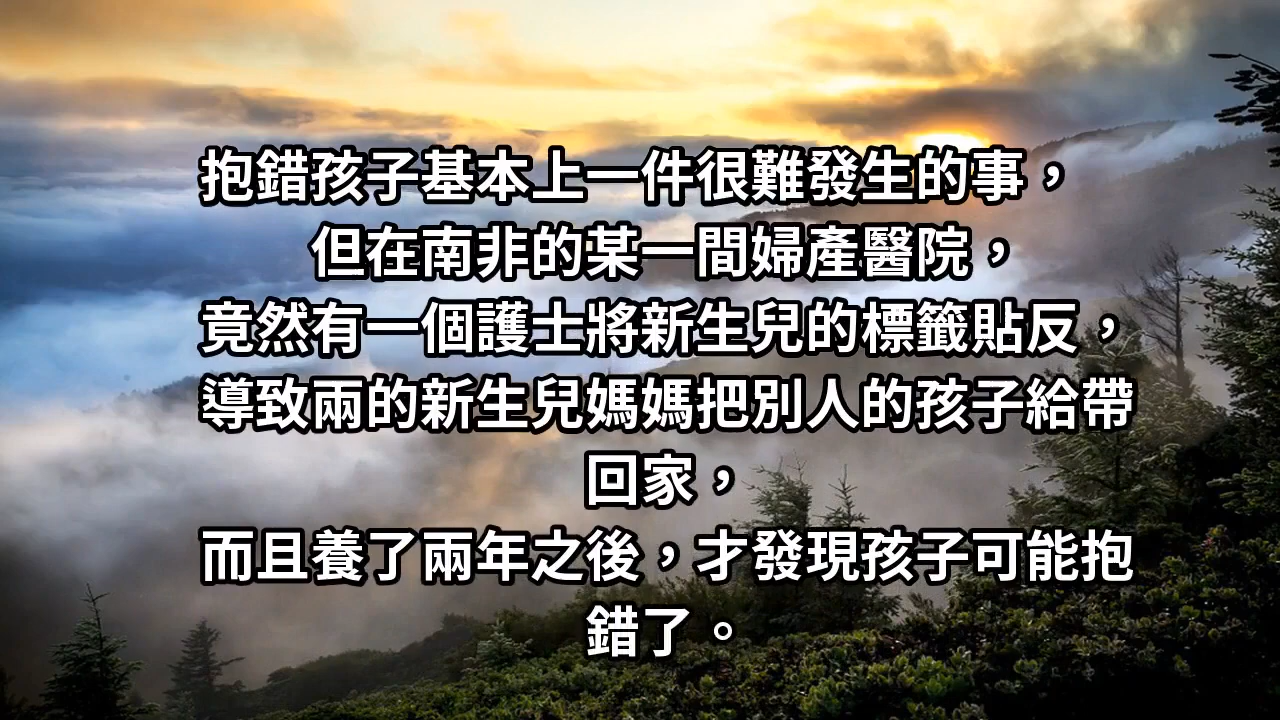 抱錯孩子基本上一件很難發生的事，
但在南非的某一間婦產醫院，
竟然有一個護士將新生兒的標籤貼反，
導致兩的新生兒媽媽把別人的孩子給帶
回家，
而且養了兩年之後，才發現孩子可能抱
錯了。